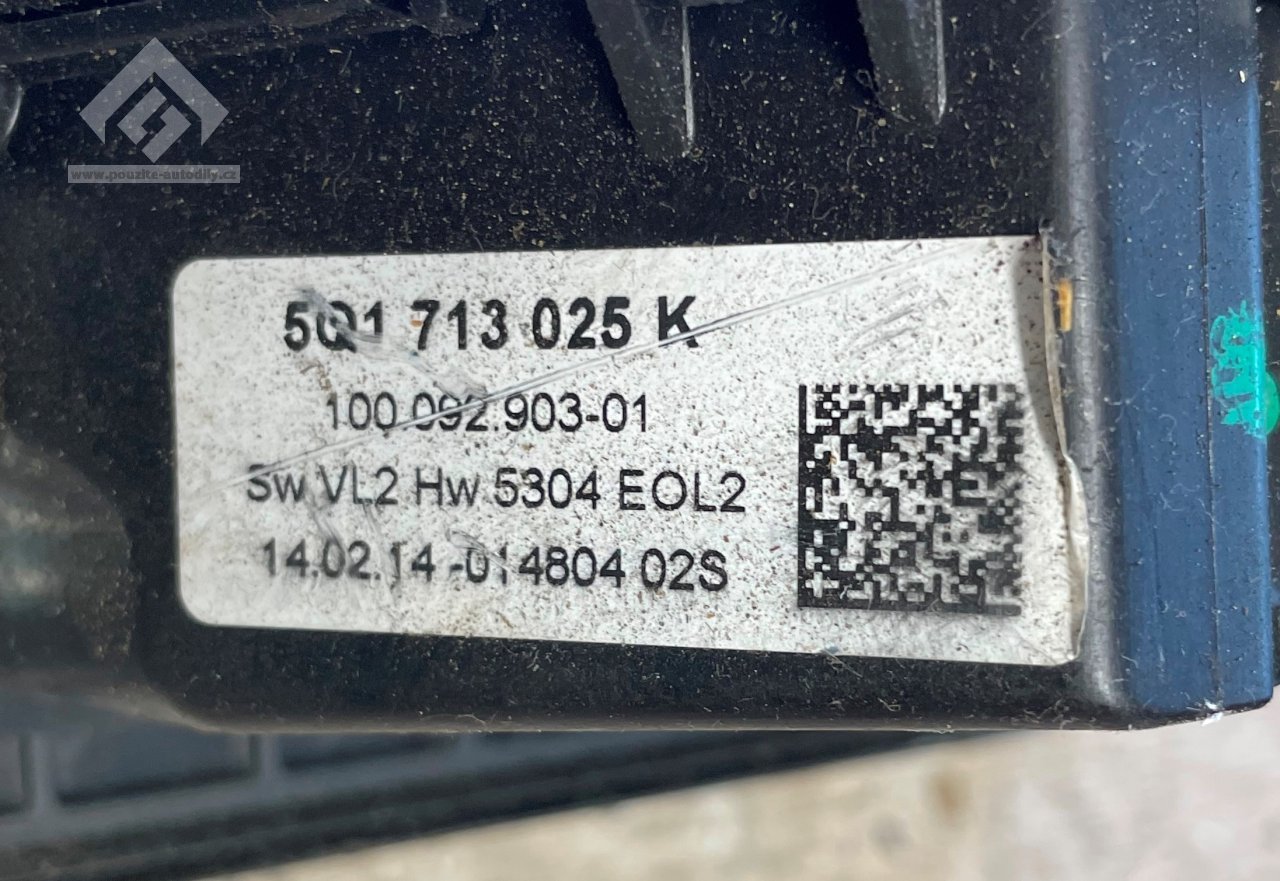 www.pouzite-autodily.cz
5Q1 713 025 K
100 092.903-01
Sw VL2 Hw 5304 EOL2
14.02.14 -014804 02S